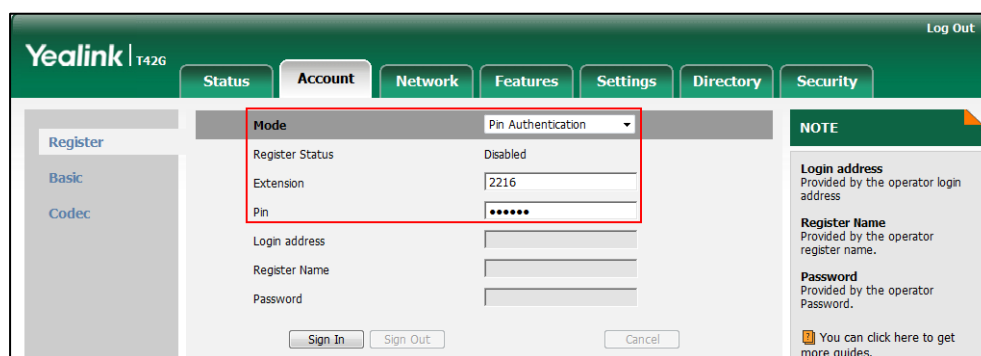 Log Out
Yealink T42G
Status Account Network Features Settings Directory Security
Register
Basic
Codec
Mode Pin Authentication
Register Status Disabled
Extension 2216
Pin ••••••
Login address
Register Name
Password
Sign In Sign Out Cancel
NOTE
Login address
Provided by the operator login
address
Register Name
Provided by the operator
register name.
Password
Provided by the operator
Password.
You can click here to get
more guides.